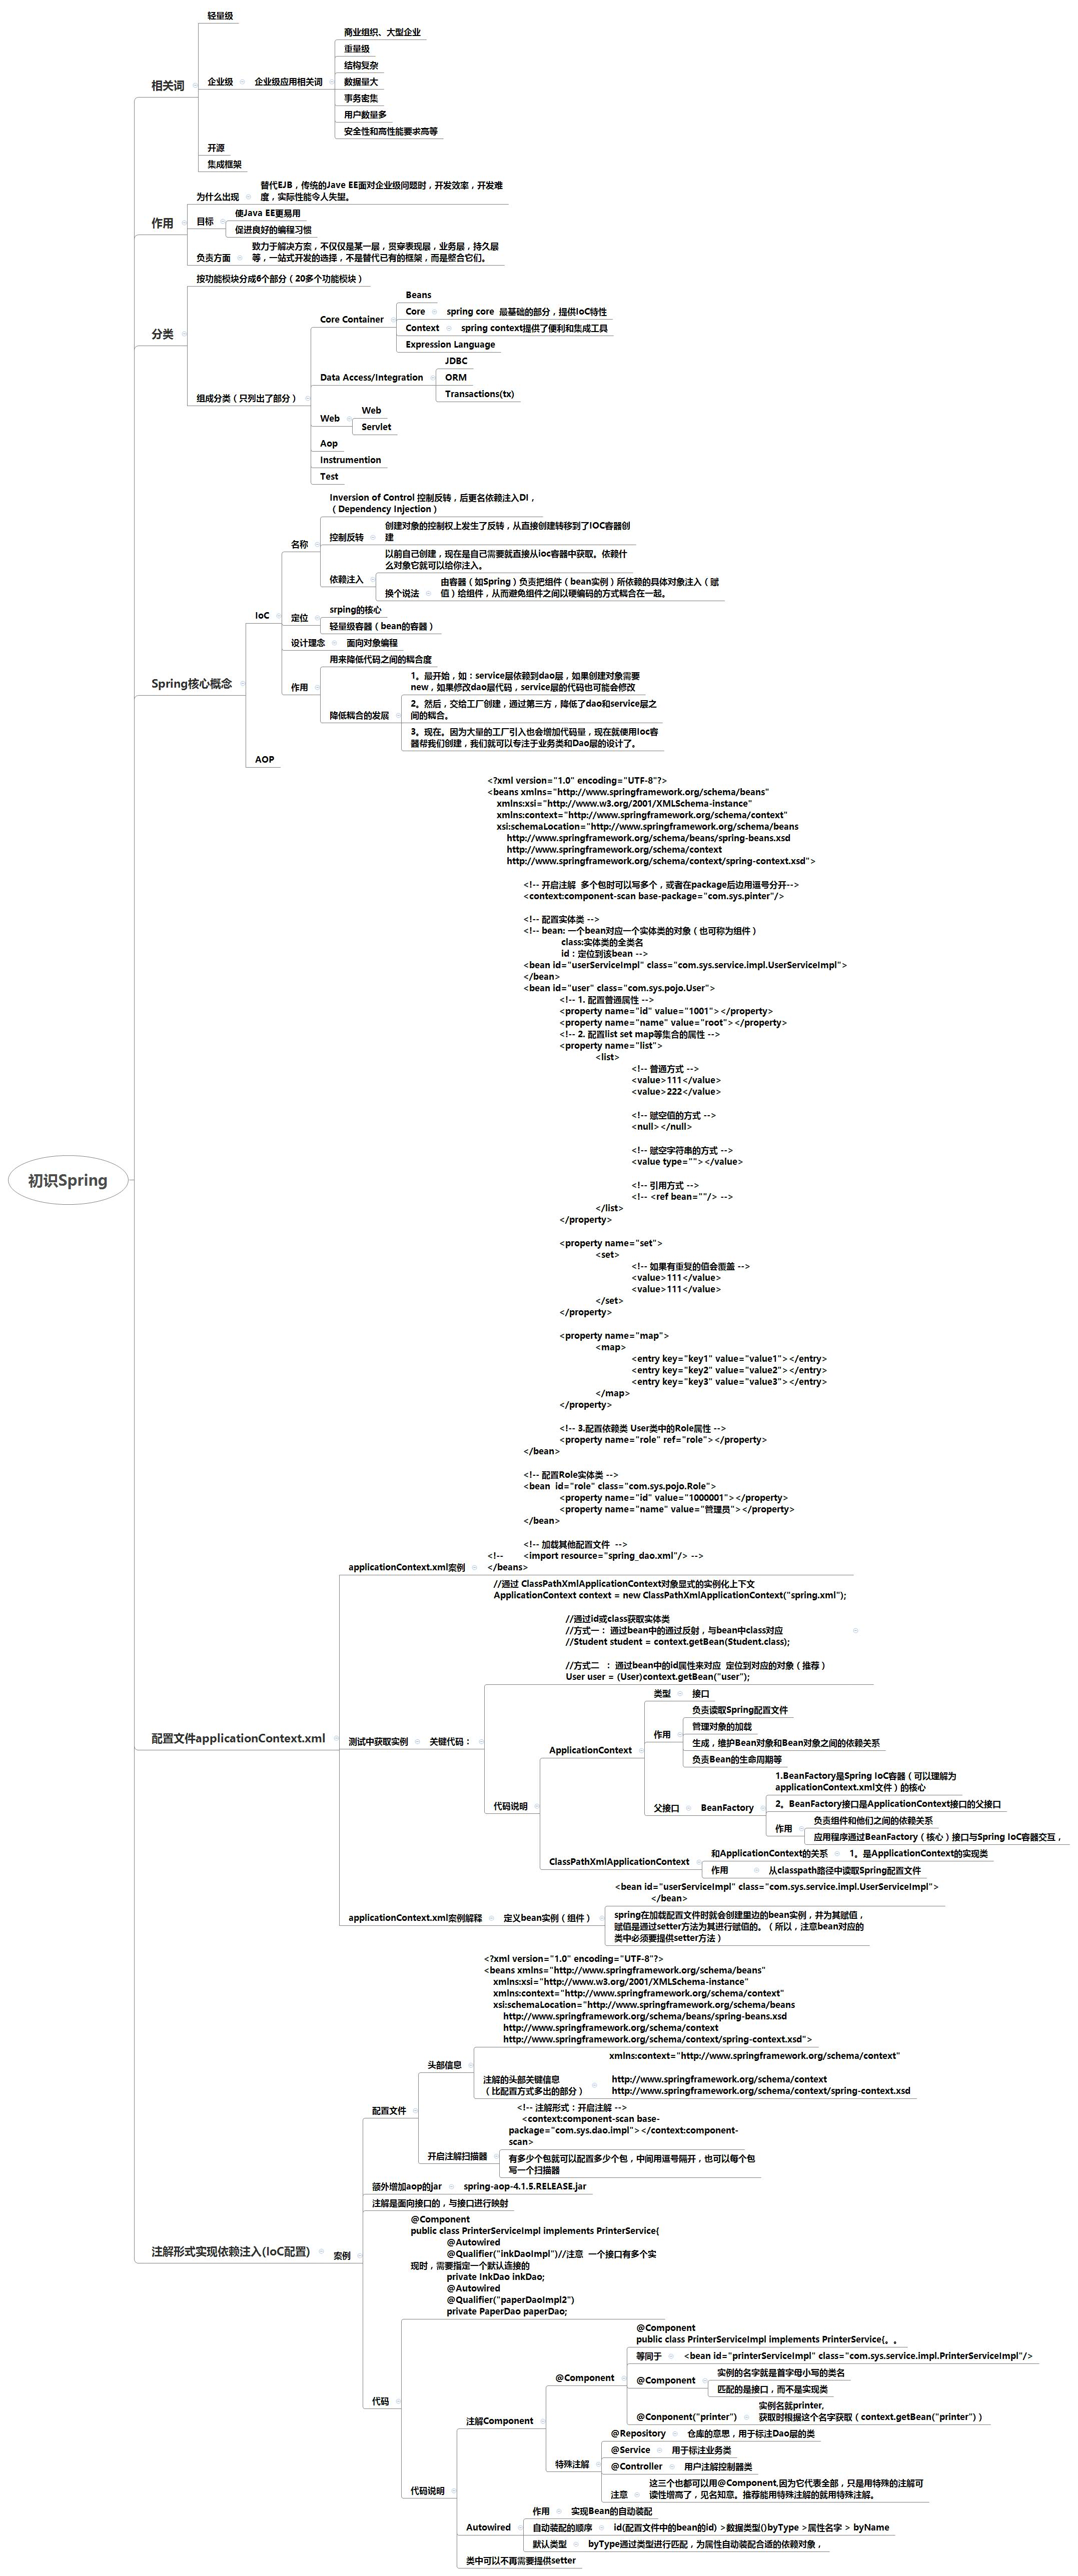 初识Spring
相关词
轻量级
企业级
企业级应用相关词
商业组织、大型企业
重量级
结构复杂
数据量大
事务密集
用户数量多
安全性和高性能要求高等
开源
集成框架
作用
为什么出现
替代EJB，传统的Jave EE面对企业级问题时，开发效率，开发难
度，实际性能令人失望。
目标
使Java EE更易用
促进良好的编程习惯
负责方面
致力于解决方案，不仅仅是某一层，贯穿表现层，业务层，持久层
等，一站式开发的选择，不是替代已有的框架，而是整合它们。
分类
按功能模块分成6个部分（20多个功能模块）
组成分类（只列出了部分）
Core Container
Beans
Core
spring core  最基础的部分，提供IoC特性
Context
spring context提供了便利和集成工具
Expression Language
Data Access/Integration
JDBC
ORM
Transactions(tx)
Web
Web
Servlet
Aop
Instrumention
Test
Spring核心概念
IoC
名称
Inversion of Control 控制反转，后更名依赖注入DI，
（Dependency Injection）
控制反转
创建对象的控制权上发生了反转，从直接创建转移到了IOC容器创
建
依赖注入
以前自己创建，现在是自己需要就直接从ioc容器中获取。依赖什
么对象它就可以给你注入。
换个说法
由容器（如Spring）负责把组件（bean实例）所依赖的具体对象注入（赋
值）给组件，从而避免组件之间以硬编码的方式耦合在一起。
定位
srping的核心
轻量级容器（bean的容器）
设计理念
面向对象编程
作用
用来降低代码之间的耦合度
降低耦合的发展
1。最开始，如：service层依赖到dao层，如果创建对象需要
new，如果修改dao层代码，service层的代码也可能会修改
2。然后，交给工厂创建，通过第三方，降低了dao和service层之
间的耦合。
3。现在。因为大量的工厂引入也会增加代码量，现在就使用Ioc容
器帮我们创建，我们就可以专注于业务类和Dao层的设计了。
AOP
配置文件applicationContext.xml
applicationContext.xml案例
<?xml version="1.0" encoding="UTF-8"?>
<beans xmlns="http://www.springframework.org/schema/beans"
xmlns:xsi="http://www.w3.org/2001/XMLSchema-instance"
xmlns:context="http://www.springframework.org/schema/context"
xsi:schemaLocation="http://www.springframework.org/schema/beans
http://www.springframework.org/schema/beans/spring-beans.xsd
http://www.springframework.org/schema/context
http://www.springframework.org/schema/context/spring-context.xsd">
<!-- 开启注解  多个包时可以写多个，或者在package后边用逗号分开-->
<context:component-scan base-package="com.sys.pinter"/>
<!-- 配置实体类 -->
<!-- bean: 一个bean对应一个实体类的对象（也可称为组件）
class:实体类的全类名
id：定位到该bean -->
<bean id="userServiceImpl" class="com.sys.service.impl.UserServiceImpl">
</bean>
<bean id="user" class="com.sys.pojo.User">
<!-- 1. 配置普通属性 -->
<property name="id" value="1001"></property>
<property name="name" value="root"></property>
<!-- 2. 配置list set map等集合的属性 -->
<property name="list">
<list>
<!-- 普通方式 -->
<value>111</value>
<value>222</value>
<!-- 赋空值的方式 -->
<null></null>
<!-- 赋空字符串的方式 -->
<value type=""></value>
<!-- 引用方式 -->
<!-- <ref bean=""/> -->
</list>
</property>
<property name="set">
<set>
<!-- 如果有重复的值会覆盖 -->
<value>111</value>
<value>111</value>
</set>
</property>
<property name="map">
<map>
<entry key="key1" value="value1"></entry>
<entry key="key2" value="value2"></entry>
<entry key="key3" value="value3"></entry>
</map>
</property>
<!-- 3.配置依赖类 User类中的Role属性 -->
<property name="role" ref="role"></property>
</bean>
<!-- 配置Role实体类 -->
<bean  id="role" class="com.sys.pojo.Role">
<property name="id" value="1000001"></property>
<property name="name" value="管理员"></property>
</bean>
<!-- 加载其他配置文件  -->
<!--      <import resource="spring_dao.xml"/> -->
</beans>
测试中获取实例
关键代码：
//通过 ClassPathXmlApplicationContext对象显式的实例化上下文
ApplicationContext context = new ClassPathXmlApplicationContext("spring.xml");
//通过id或class获取实体类
//方式一： 通过bean中的通过反射，与bean中class对应
//Student student = context.getBean(Student.class);
//方式二  ： 通过bean中的id属性来对应  定位到对应的对象（推荐）
User user = (User)context.getBean("user");
代码说明
ApplicationContext
类型
接口
作用
负责读取Spring配置文件
管理对象的加载
生成，维护Bean对象和Bean对象之间的依赖关系
负责Bean的生命周期等
父接口
BeanFactory
1.BeanFactory是Spring IoC容器（可以理解为
applicationContext.xml文件）的核心
2。BeanFactory接口是ApplicationContext接口的父接口
作用
负责组件和他们之间的依赖关系
应用程序通过BeanFactory（核心）接口与Spring IoC容器交互，
ClassPathXmlApplicationContext
和ApplicationContext的关系
1。是ApplicationContext的实现类
作用
从classpath路径中读取Spring配置文件
applicationContext.xml案例解释
定义bean实例（组件）
<bean id="userServiceImpl" class="com.sys.service.impl.UserServiceImpl">
</bean>
spring在加载配置文件时就会创建里边的bean实例，并为其赋值，
赋值是通过setter方法为其进行赋值的。（所以，注意bean对应的
类中必须要提供setter方法）
注解形式实现依赖注入(IoC配置)
案例
配置文件
头部信息
<?xml version="1.0" encoding="UTF-8"?>
<beans xmlns="http://www.springframework.org/schema/beans"
xmlns:xsi="http://www.w3.org/2001/XMLSchema-instance"
xmlns:context="http://www.springframework.org/schema/context"
xsi:schemaLocation="http://www.springframework.org/schema/beans
http://www.springframework.org/schema/beans/spring-beans.xsd
http://www.springframework.org/schema/context
http://www.springframework.org/schema/context/spring-context.xsd">
注解的头部关键信息
（比配置方式多出的部分）
xmlns:context="http://www.springframework.org/schema/context"
http://www.springframework.org/schema/context
http://www.springframework.org/schema/context/spring-context.xsd
开启注解扫描器
<!-- 注解形式：开启注解 -->
<context:component-scan base-
package="com.sys.dao.impl"></context:component-
scan>
有多少个包就可以配置多少个包，中间用逗号隔开，也可以每个包
写一个扫描器
额外增加aop的jar
spring-aop-4.1.5.RELEASE.jar
注解是面向接口的，与接口进行映射
代码
@Component
public class PrinterServiceImpl implements PrinterService{
@Autowired
@Qualifier("inkDaoImpl")//注意  一个接口有多个实
现时，需要指定一个默认连接的
private InkDao inkDao;
@Autowired
@Qualifier("paperDaoImpl2")
private PaperDao paperDao;
代码说明
注解Component
@Component
@Component
public class PrinterServiceImpl implements PrinterService{。。
等同于
<bean id="printerServiceImpl" class="com.sys.service.impl.PrinterServiceImpl"/>
@Component
实例的名字就是首字母小写的类名
匹配的是接口，而不是实现类
@Conponent("printer")
实例名就printer,
获取时根据这个名字获取（context.getBean("printer")）
特殊注解
@Repository
仓库的意思，用于标注Dao层的类
@Service
用于标注业务类
@Controller
用户注解控制器类
注意
这三个也都可以用@Component,因为它代表全部，只是用特殊的注解可
读性增高了，见名知意。推荐能用特殊注解的就用特殊注解。
Autowired
作用
实现Bean的自动装配
自动装配的顺序
id(配置文件中的bean的id) >数据类型()byType >属性名字 > byName
默认类型
byType通过类型进行匹配，为属性自动装配合适的依赖对象，
类中可以不再需要提供setter